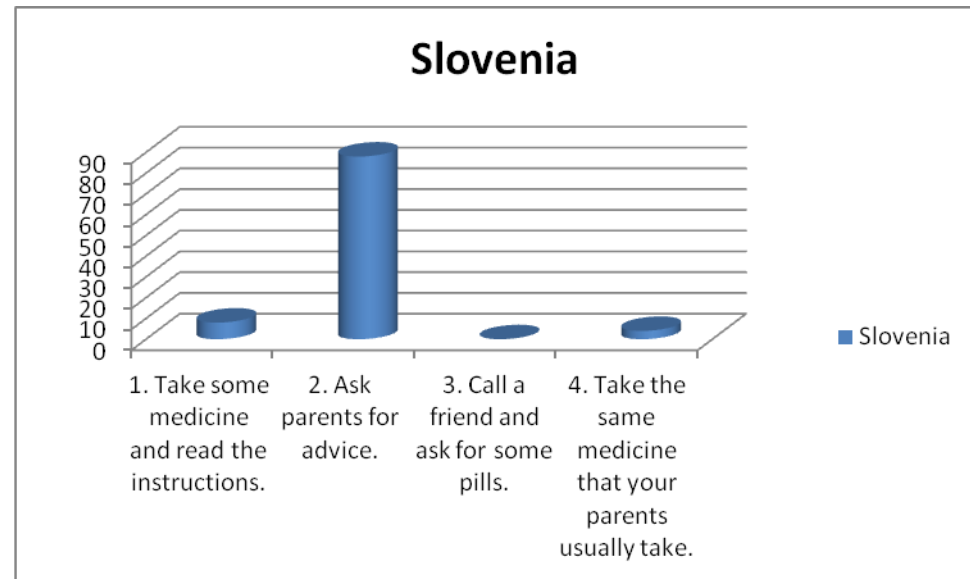 Slovenia
90
80
70
60
50
40
30
20
10
0
1. Take some
medicine
and read the
instructions.
2. Ask
parents for
advice.
3. Call a
friend and
ask for some
pills.
4. Take the
same
medicine
that your
parents
usually take.
Slovenia